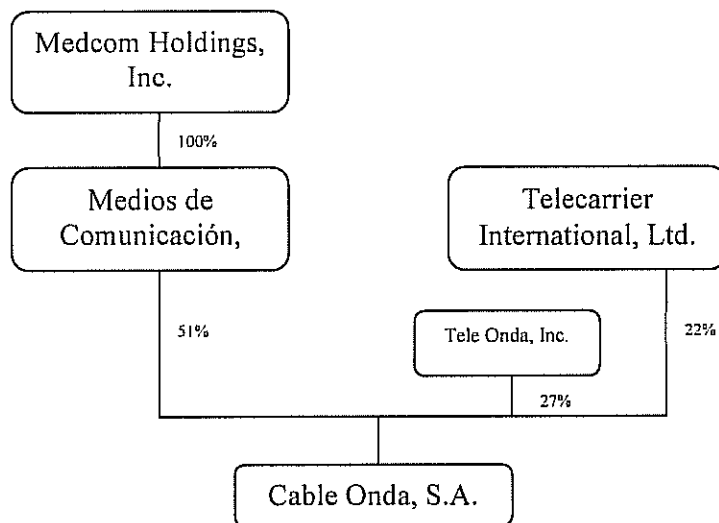 Medcom Holdings,
Inc.
100%
Medios de
Comunicación,
Telecarrier
International, Ltd.
51%
Tele Onda, Inc.
22%
27%
Cable Onda, S.A.